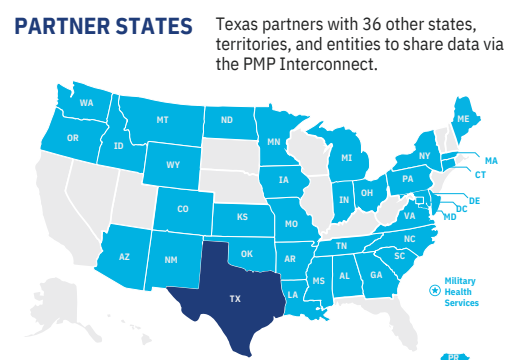 PARTNER STATES
Texas partners with 36 other states,
territories, and entities to share data via
the PMP Interconnect.
WA
MT
ND
ME
OR
ID
MN
WY
MI
NY
MA
CT
IA
PA
OH
IN
DE
DC
MD
CO
KS
MO
VA
NC
TN
SC
AZ
NM
OK
AR
MS
AL
GA
LA
TX
Military
Health
Services
PR